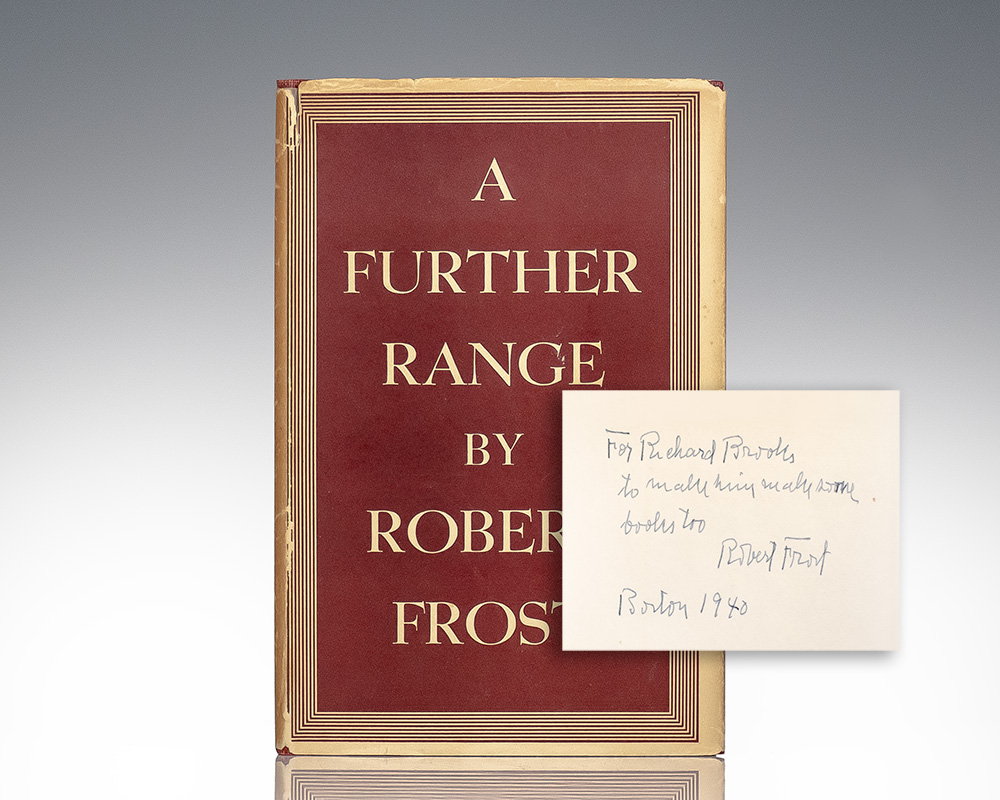 A
FURTHER
RANGE
BY
ROBER
FROST
For Richard Brooks
to make him make some
books too
Robert Frost
Boston 1940